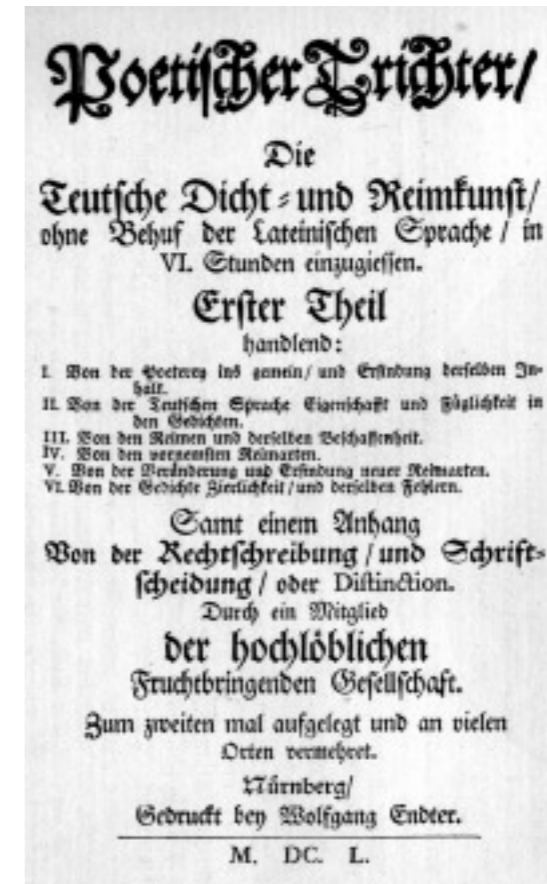 Poetischer Trichter/
Die
Teutsche Dicht- und Reimkunst/
ohne Behuf der Lateinischen Sprache / in
VI. Stunden einzugiessen.
Erster Theil
handlend:
I. Von der Poeterey ins gemein/ und Erfindung derselben In-
halt.
II. Von der Teutschen Sprache Eigenschafft und Füglichkeit in
den Gedichten.
III. Von den Reimen und derselben Beschaffenheit.
IV. Von den vornemsten Reimarten.
V. Von der Veränderung und Erfindung neuer Reimarten.
VI. Von der Gedichte Zierlichkeit / und derselben Fehlern.
Samt einem Anhang
Von der Rechtschreibung / und Schrift-
scheidung / oder Distinction.
Durch ein Mitglied
der hochlöblichen
Fruchtbringenden Gesellschaft.
Zum zweiten mal aufgelegt und an vielen
Orten vermehret.
Nürnberg/
Gedruckt bey Wolfgang Endter.
M. DC. L.